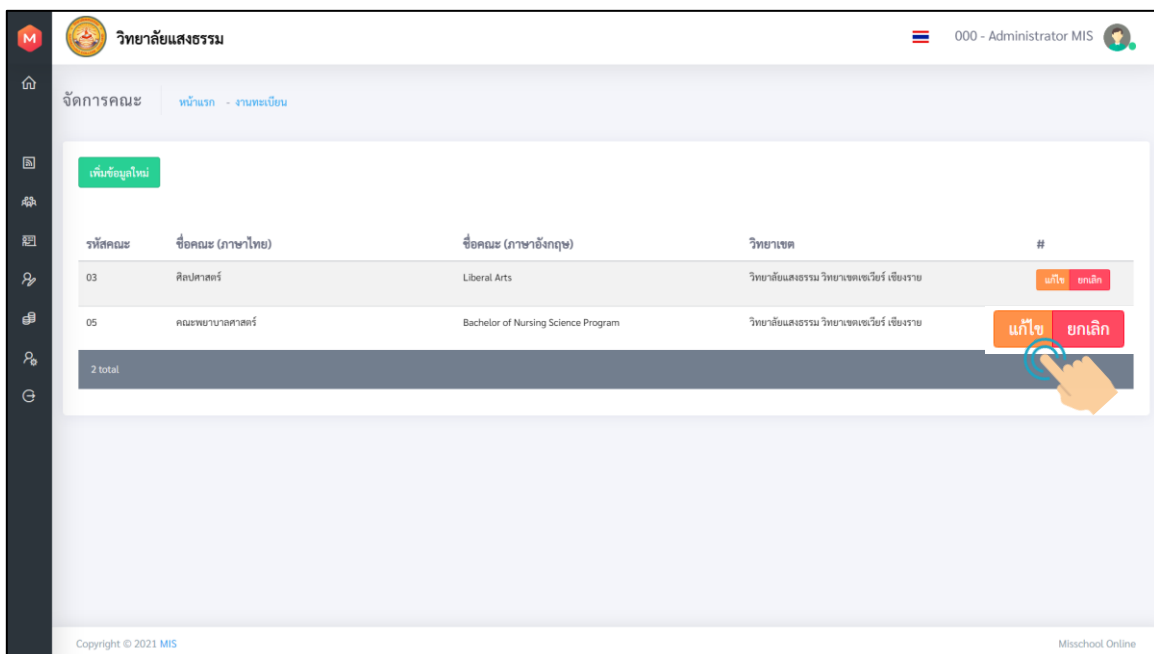 M
วิทยาลัยแสงธรรม
000 - Administrator MIS
จัดการคณะ
หน้าแรก - งานทะเบียน
เพิ่มข้อมูลใหม่
รหัสคณะ ชื่อคณะ (ภาษาไทย) ชื่อคณะ (ภาษาอังกฤษ) วิทยาเขต #
03 ศิลปศาสตร์ Liberal Arts วิทยาลัยแสงธรรม วิทยาเขตเซเวียร์ เชียงราย แก้ไข ยกเลิก
05 คณะพยาบาลศาสตร์ Bachelor of Nursing Science Program วิทยาลัยแสงธรรม วิทยาเขตเซเวียร์ เชียงราย แก้ไข ยกเลิก
2 total
Copyright © 2021 MIS Misschool Online